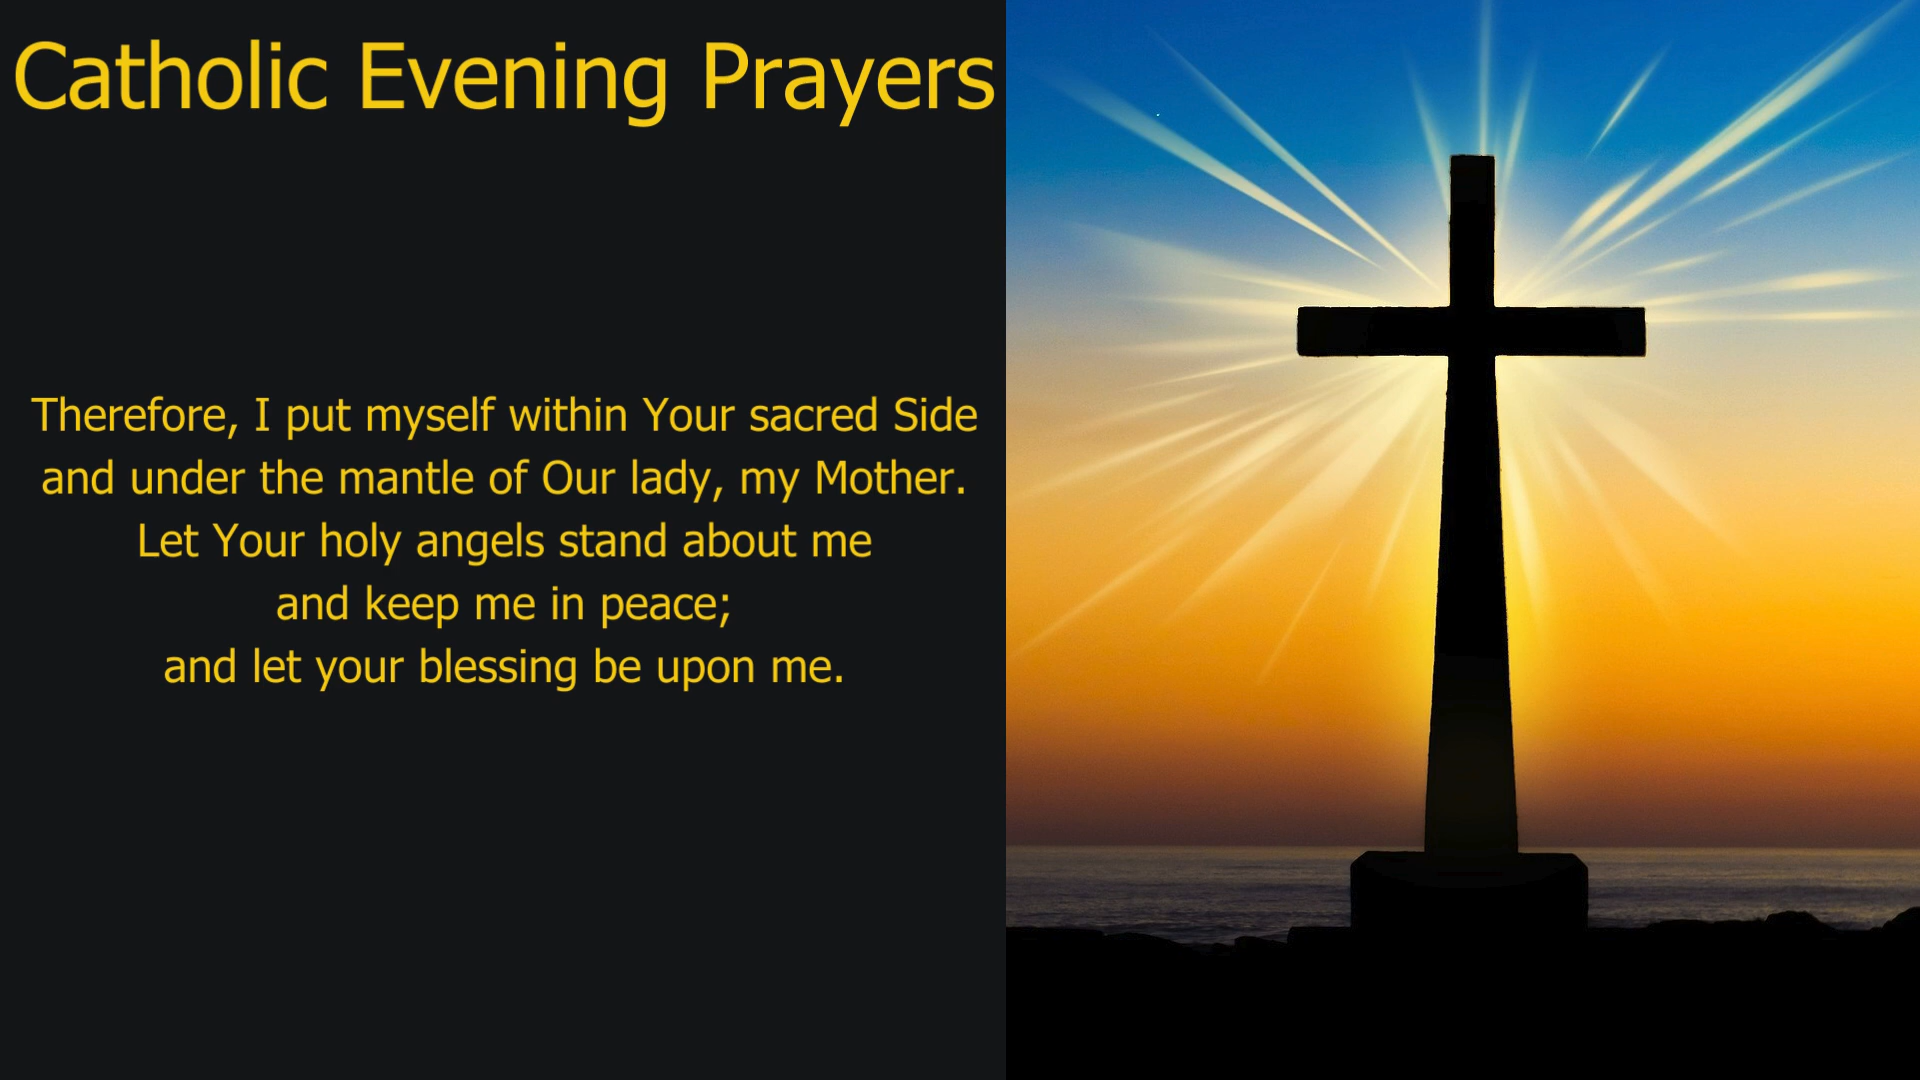 Catholic Evening Prayers
Therefore, I put myself within Your sacred Side
and under the mantle of Our lady, my Mother.
Let Your holy angels stand about me
and keep me in peace;
and let your blessing be upon me.